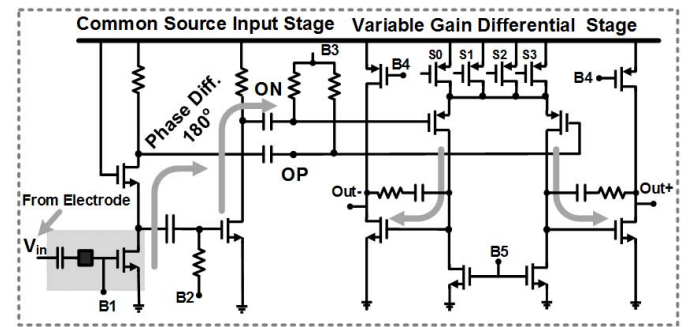 Common Source Input Stage
Variable Gain Differential Stage
B3
S0
S1
S2
S3
B4
B4
ON
Phase Diff.
180°
OP
From Electrode
Vin
Out-
Out+
B5
B1
B2